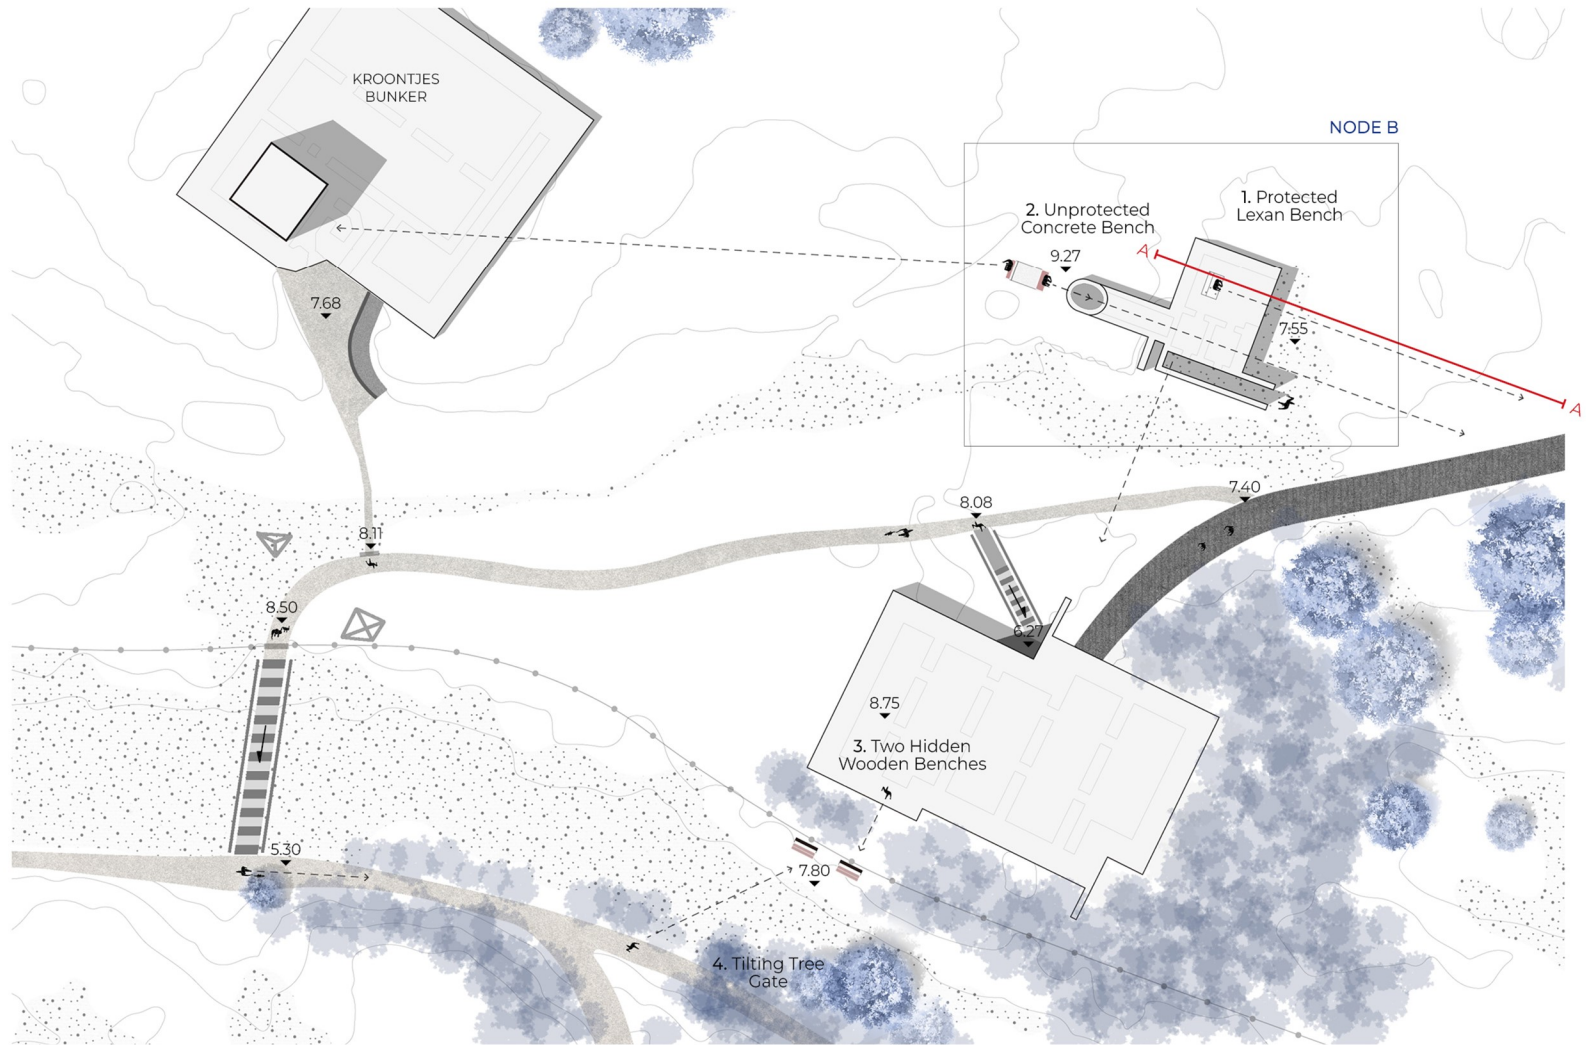 KROONTJES
BUNKER
NODE B
1. Protected
Lexan Bench
2. Unprotected
Concrete Bench
A
9.27
7.55
7.68
A
7.40
8.08
8.11
8.50
6.27
8.75
3. Two Hidden
Wooden Benches
5.30
7.80
4. Tilting Tree
Gate